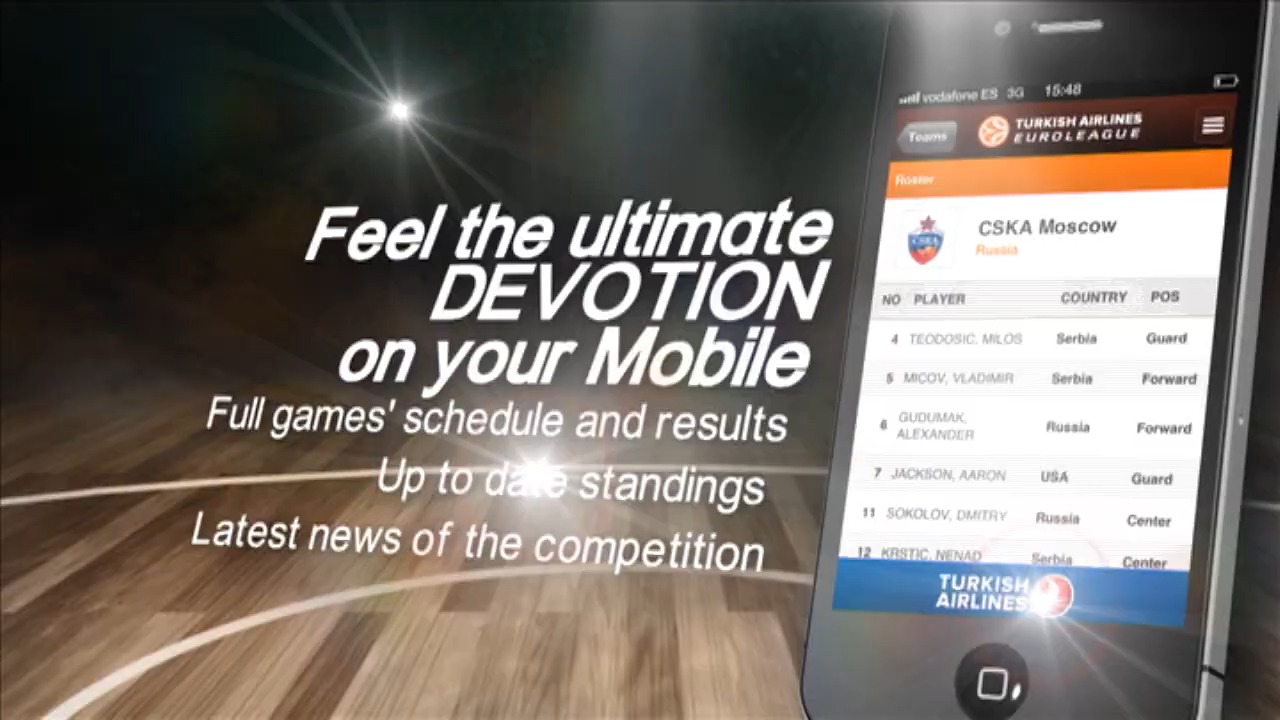 Feel the ultimate
DEVOTION
on your Mobile
Full games' schedule and results
Up to date standings
Latest news of the competition
vodafone ES 3G 15:48
Teams
TURKISH AIRLINES
EUROLEAGUE
Roster
CSKA
CSKA Moscow
Russia
NO PLAYER COUNTRY POS
4 TEODOSIC, MILOS Serbia Guard
5 MICOV, VLADIMIR Serbia Forward
6 GUDUMAK, ALEXANDER Russia Forward
7 JACKSON, AARON USA Guard
11 SOKOLOV, DMITRY Russia Center
12 KRSTIC, NENAD Serbia Center
TURKISH
AIRLINES